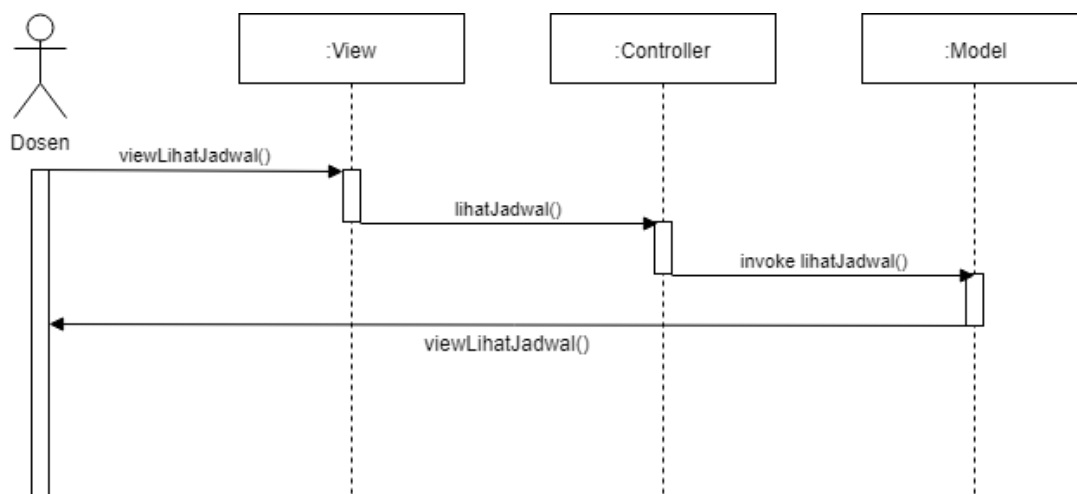 :View
:Controller
:Model
Dosen
viewLihatJadwal()
lihatJadwal()
invoke lihatJadwal()
viewLihatJadwal()